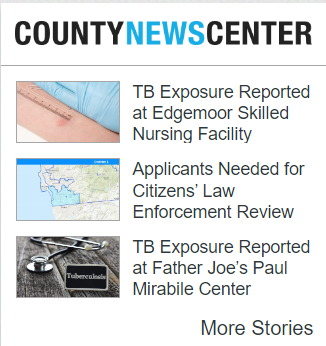 COUNTYNEWSCENTER
TB Exposure Reported
at Edgemoor Skilled
Nursing Facility
Applicants Needed for
Citizens’ Law
Enforcement Review
TB Exposure Reported
at Father Joe’s Paul
Mirabile Center
Tuberculosis
More Stories